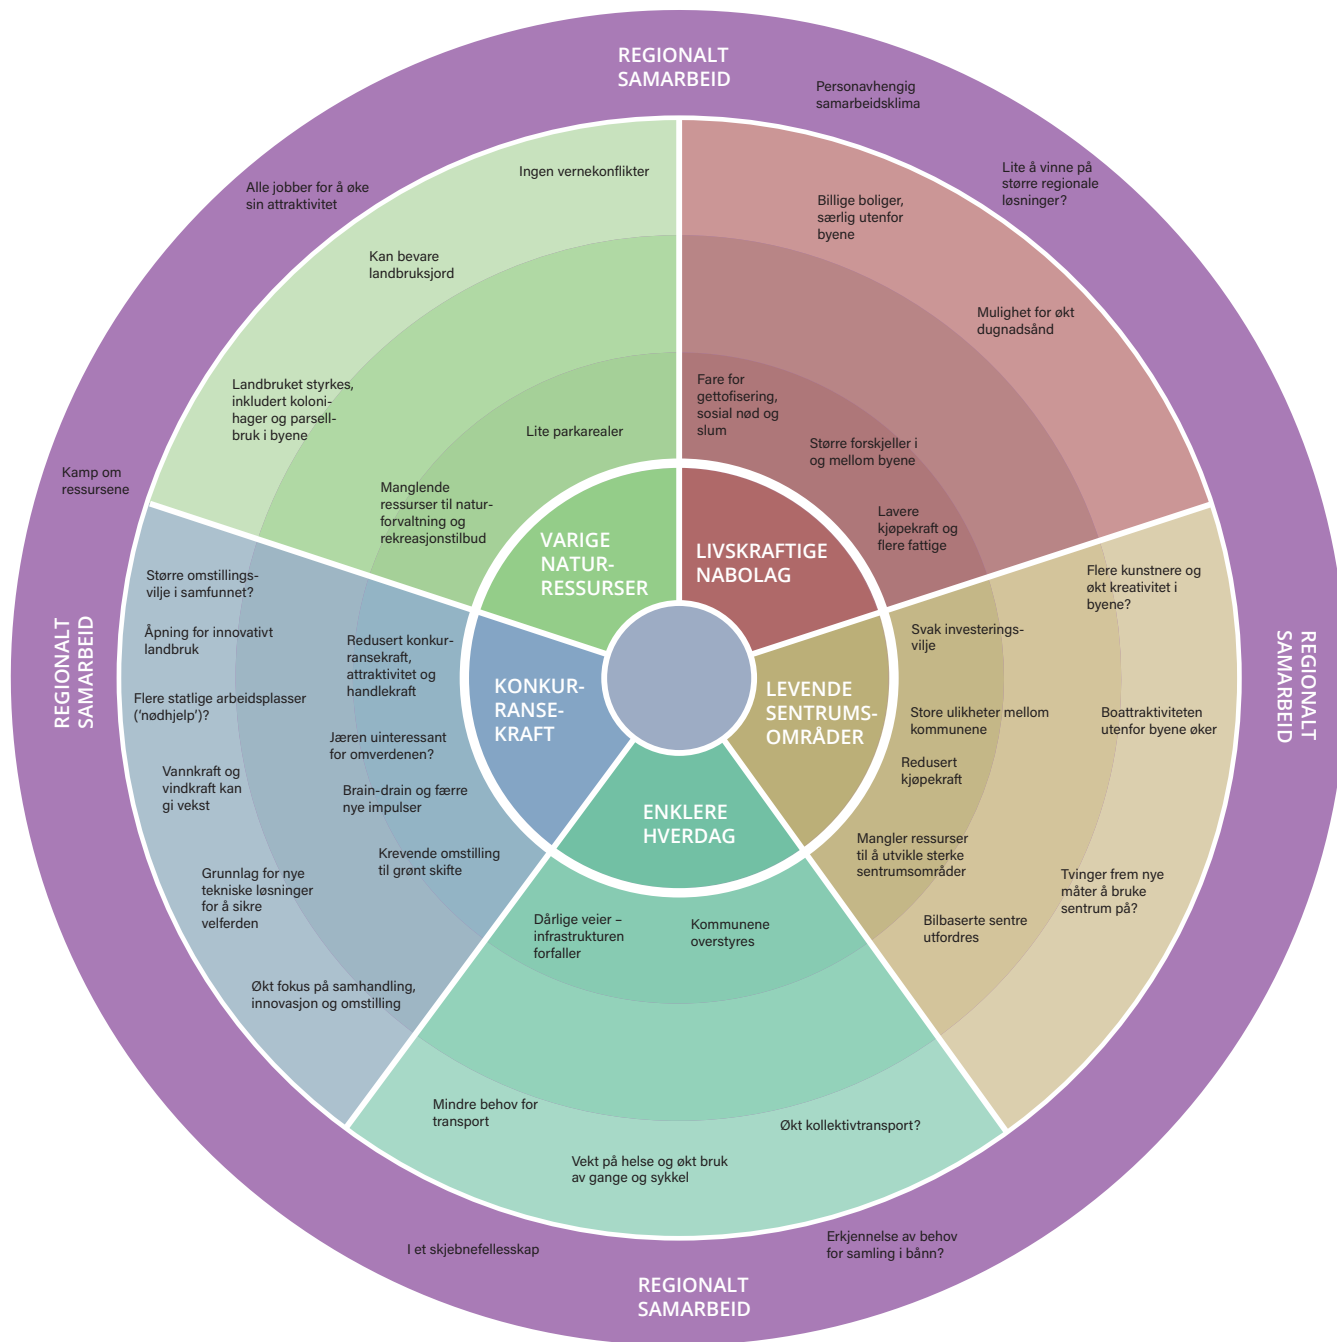 REGIONALT
SAMARBEID
Personavhengig
samarbeidsklima
Lite å vinne på
større regionale
løsninger?
Alle jobber for å øke
sin attraktivitet
Kamp om
ressursene
REGIONALT
SAMARBEID
REGIONALT
SAMARBEID
I et skjebnefellesskap
Erkjennelse av behov
for samling i bånn?
REGIONALT
SAMARBEID
Ingen vernekonflikter
Kan bevare
landbruksjord
Landbruket styrkes,
inkludert koloni-
hager og parsell-
bruk i byene
Lite parkarealer
Manglende
ressurser til natur-
forvaltning og
rekreasjonstilbud
VARIGE
NATUR-
RESSURSER
Billige boliger,
særlig utenfor
byene
Mulighet for økt
dugnadsånd
Fare for
gettofisering,
sosial nød og
slum
Større forskjeller i
og mellom byene
Lavere
kjøpekraft og
flere fattige
LIVSKRAFTIGE
NABOLAG
Flere kunstnere og
økt kreativitet i
byene?
Svak investerings-
vilje
Store ulikheter mellom
kommunene
Boattraktiviteten
utenfor byene øker
Redusert
kjøpekraft
Mangler ressurser
til å utvikle sterke
sentrumsområder
Tvinger frem nye
måter å bruke
sentrum på?
Bilbaserte sentre
utfordres
LEVENDE
SENTRUMS-
OMRÅDER
ENKLERE
HVERDAG
Dårlige veier –
infrastrukturen
forfaller
Kommunene
overstyres
Mindre behov for
transport
Økt kollektivtransport?
Vekt på helse og økt bruk
av gange og sykkel
KONKUR-
RANSE-
KRAFT
Større omstillings-
vilje i samfunnet?
Åpning for innovativt
landbruk
Flere statlige arbeidsplasser
(‘nødhjelp’)?
Vannkraft og
vindkraft kan
gi vekst
Grunnlag for nye
tekniske løsninger
for å sikre
velferden
Økt fokus på samhandling,
innovasjon og omstilling
Redusert konkur-
ransekraft,
attraktivitet og
handlekraft
Jæren uinteressant
for omverdenen?
Brain-drain og færre
nye impulser
Krevende omstilling
til grønt skifte